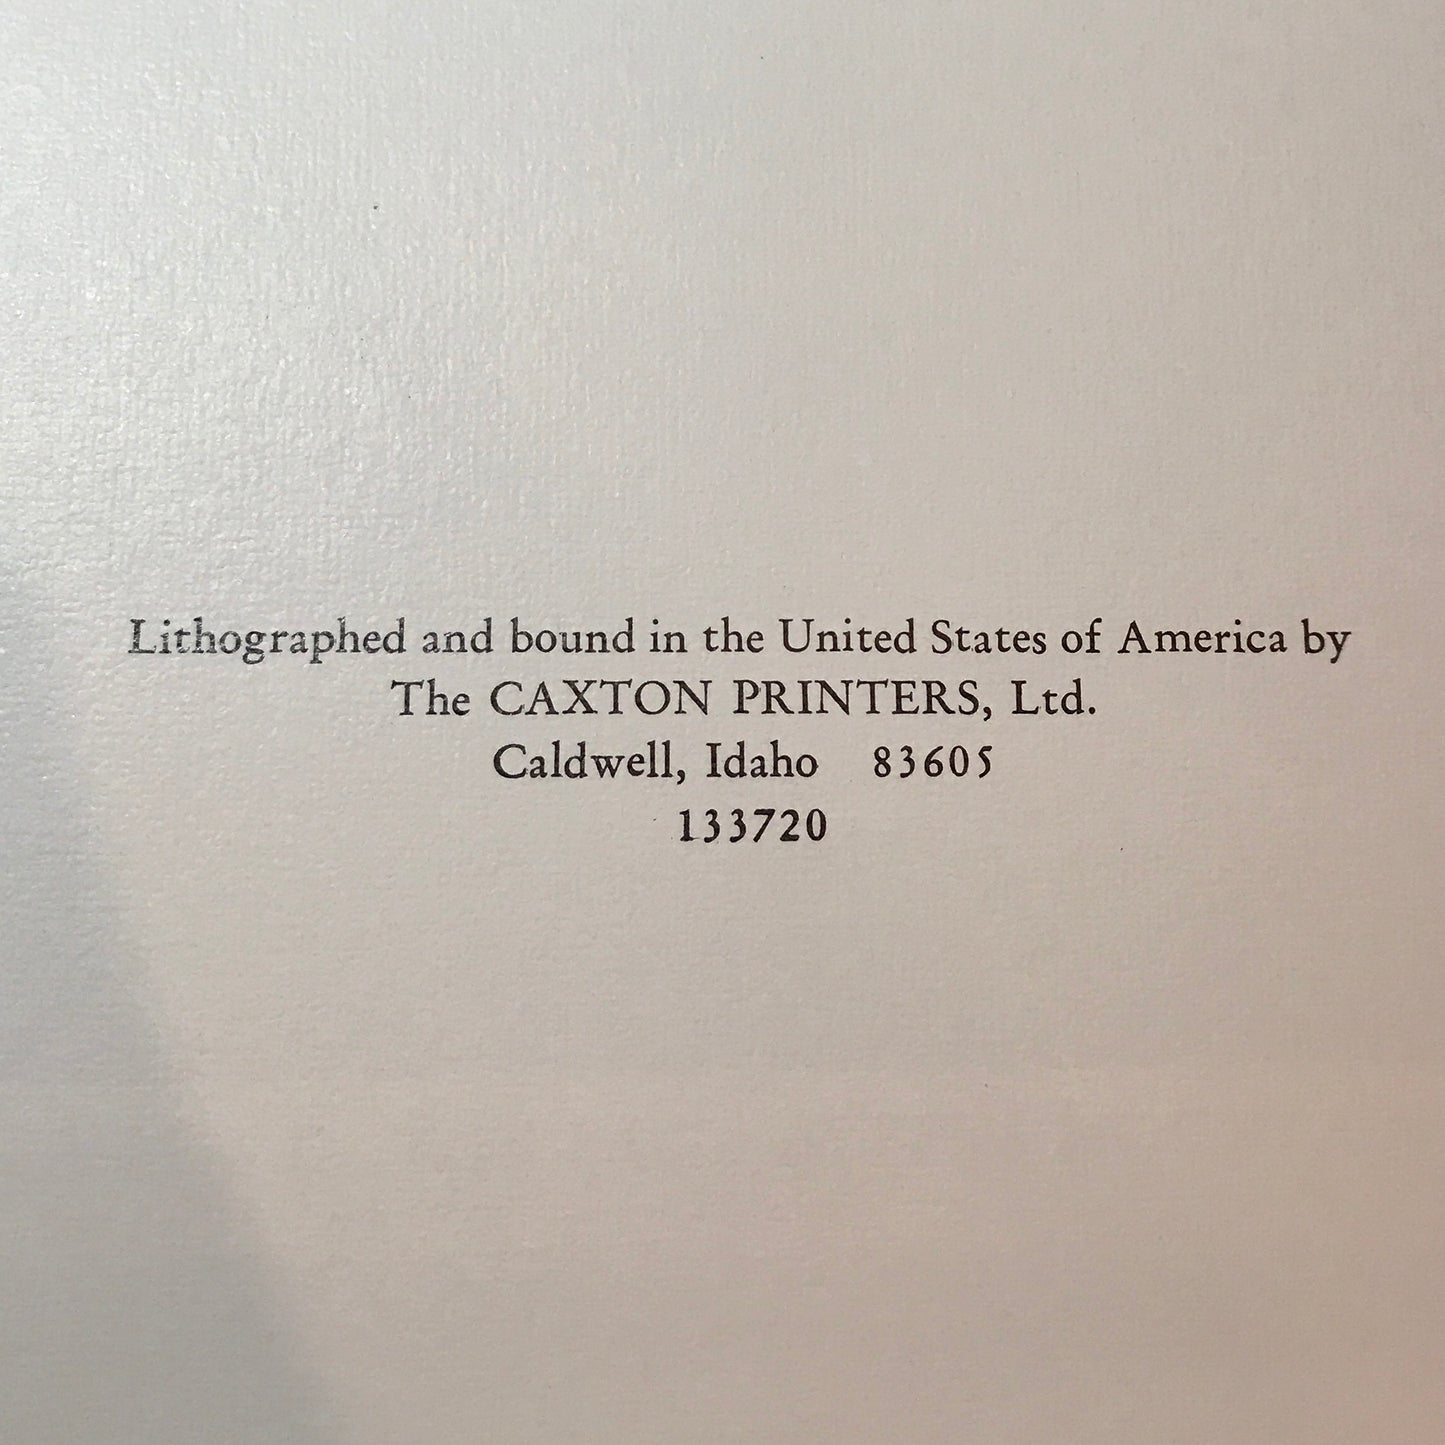 Lithographed and bound in the United States of America by
The CAXTON PRINTERS, Ltd.
Caldwell, Idaho 83605
133720